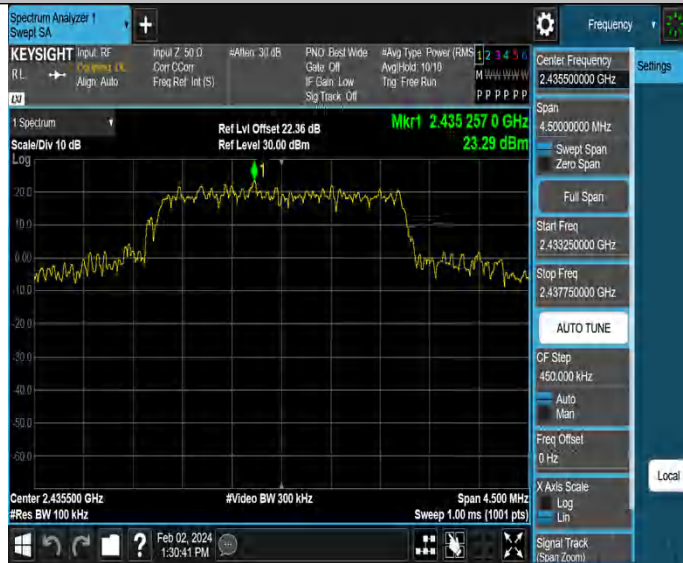 Spectrum Analyzer 1
Swept SA
+
Frequency
KEYSIGHT
Input: RF
Coupling: DC
Align: Auto
Input Z: 50 Ω
Corr CCorr
Freq Ref: Int (S)
#Atten: 30 dB
PNO: Best Wide
Gate: Off
IF Gain: Low
Sig Track: Off
#Avg Type: Power (RMS
Avg|Hold: 10/10
Trig: Free Run
1 2 3 4 5 6
M W W W W W
P P P P P P
RL
LXI
Center Frequency
2.435500000 GHz
Settings
1 Spectrum
Scale/Div 10 dB
Log
Ref Lvl Offset 22.36 dB
Ref Level 30.00 dBm
Mkr1 2.435 257 0 GHz
23.29 dBm
1
20.0
10.0
0.00
-10.0
-20.0
-30.0
-40.0
-50.0
-60.0
Span
4.50000000 MHz
Swept Span
Zero Span
Full Span
Start Freq
2.433250000 GHz
Stop Freq
2.437750000 GHz
AUTO TUNE
CF Step
450.000 kHz
Auto
Man
Freq Offset
0 Hz
X Axis Scale
Log
Lin
Signal Track
(Span Zoom)
Local
Center 2.435500 GHz
#Res BW 100 kHz
#Video BW 300 kHz
Span 4.500 MHz
Sweep 1.00 ms (1001 pts)
?
Feb 02, 2024
1:30:41 PM